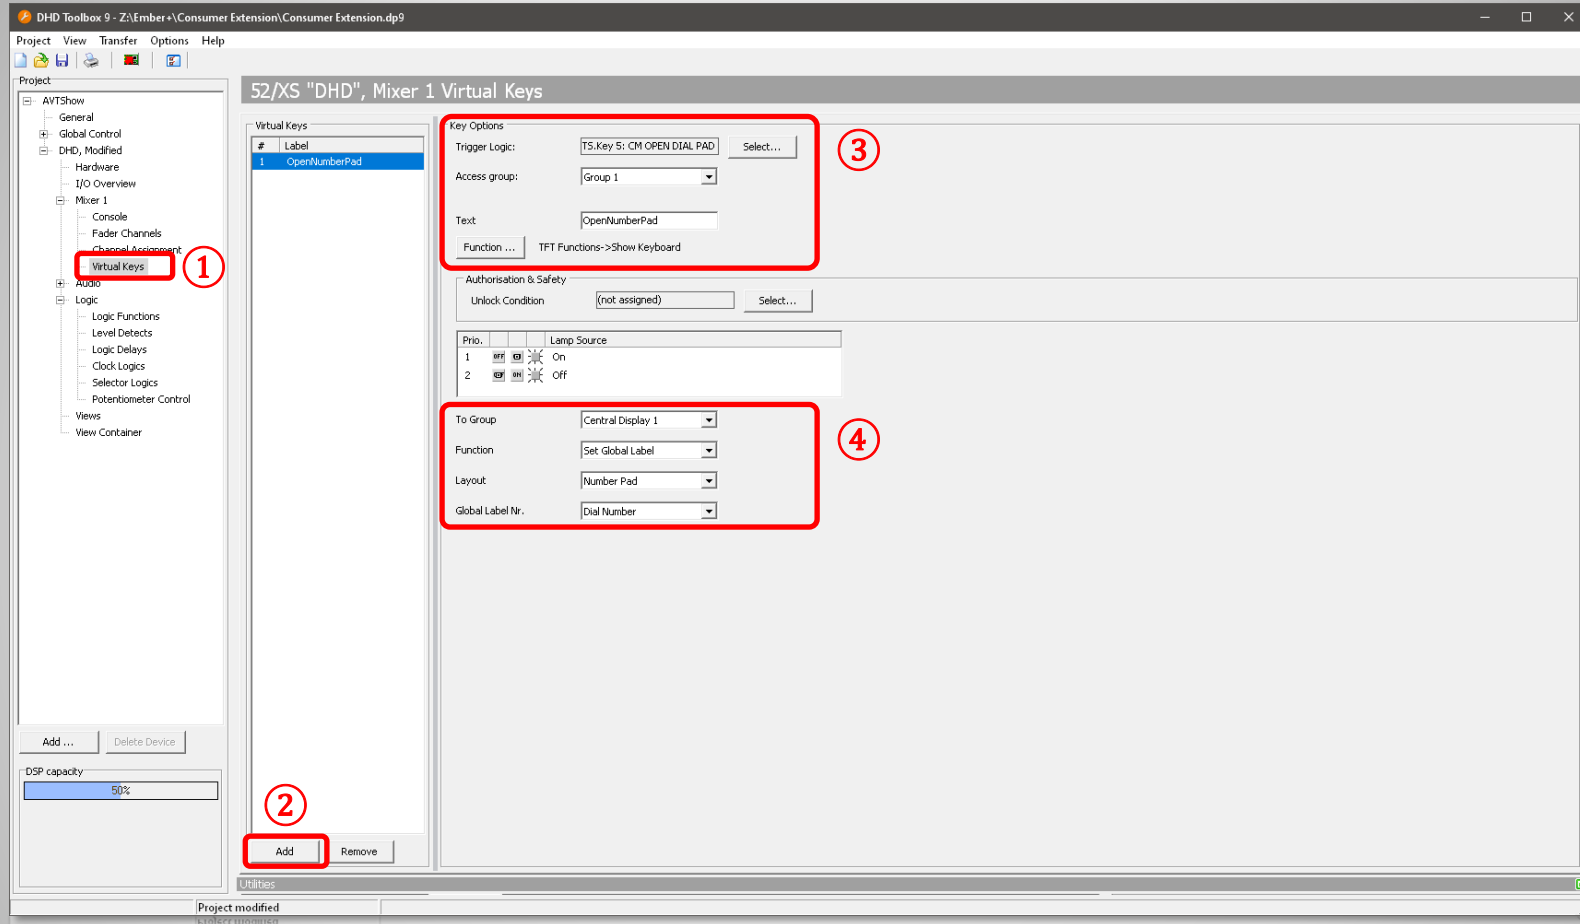 DHD Toolbox 9 - Z:\Ember+\Consumer Extension\Consumer Extension.dp9
Project View Transfer Options Help
Project
AVTShow
General
Global Control
DHD, Modified
Hardware
I/O Overview
Mixer 1
Console
Fader Channels
Channel Assignment
Virtual Keys
Audio
Logic
Logic Functions
Level Detects
Logic Delays
Clock Logics
Selector Logics
Potentiometer Control
Views
View Container
1
Add ...
Delete Device
DSP capacity
50%
52/XS "DHD", Mixer 1 Virtual Keys
Virtual Keys
# Label
1 OpenNumberPad
2
Add
Remove
Key Options
Trigger Logic: TS.Key 5: CM OPEN DIAL PAD Select...
Access group: Group 1
Text OpenNumberPad
Function ... TFT Functions->Show Keyboard
3
Authorisation & Safety
Unlock Condition (not assigned) Select...
Prio. Lamp Source
1 OFF On
2 ON Off
To Group Central Display 1
Function Set Global Label
Layout Number Pad
Global Label Nr. Dial Number
4
Utilities
Project modified